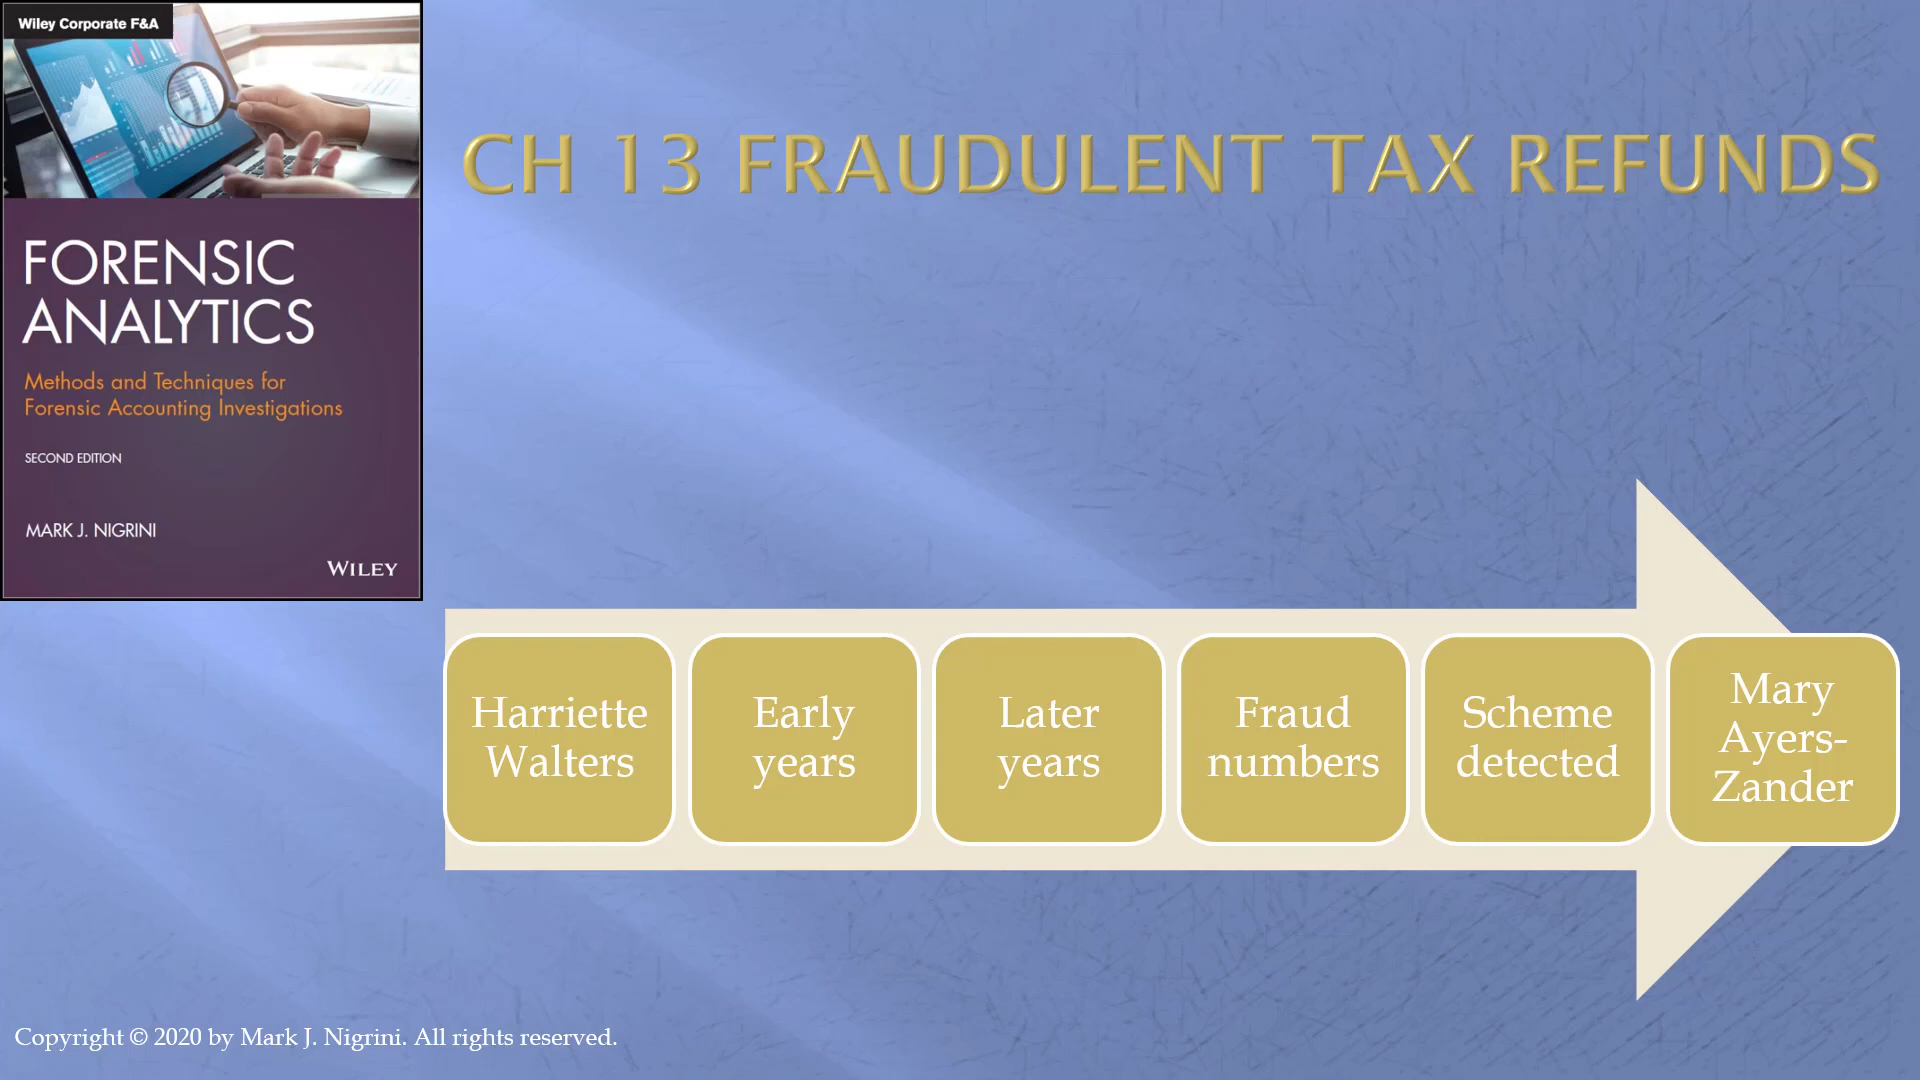 Wiley Corporate F&A
FORENSIC
ANALYTICS
Methods and Techniques for
Forensic Accounting Investigations
SECOND EDITION
MARK J. NIGRINI
WILEY
CH 13 FRAUDULENT TAX REFUNDS
Harriette
Walters
Early
years
Later
years
Fraud
numbers
Scheme
detected
Mary
Ayers-
Zander
Copyright © 2020 by Mark J. Nigrini. All rights reserved.